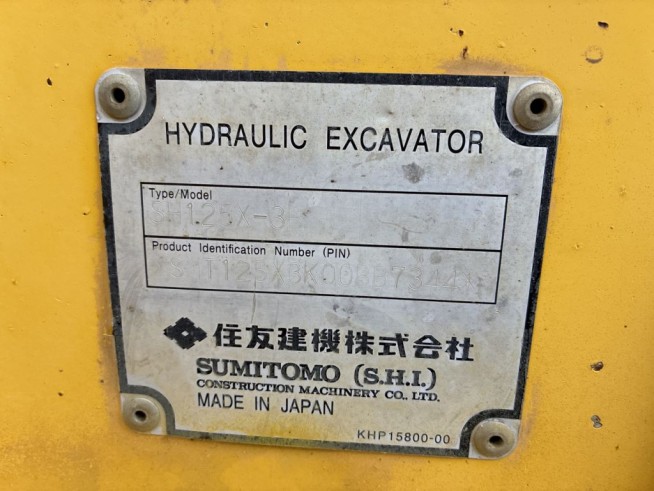 HYDRAULIC EXCAVATOR
Type/Model
Product Identification Number (PIN)
住友建機株式会社
SUMITOMO (S.H.I.)
CONSTRUCTION MACHINERY CO., LTD.
MADE IN JAPAN
KHP15800-00